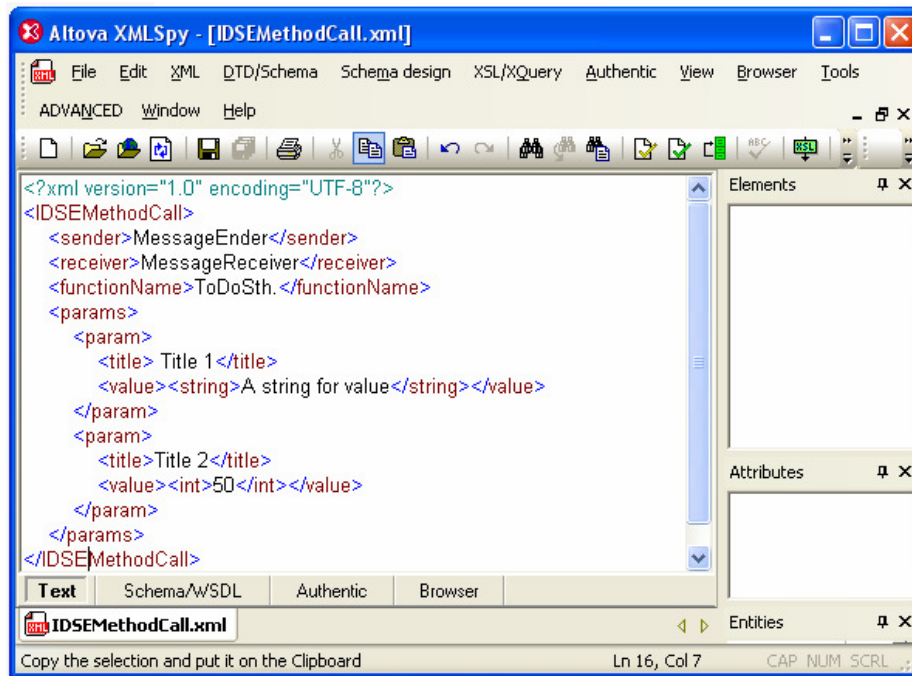 Altova XMLSpy - [IDSEMethodCall.xml]
File Edit XML DTD/Schema Schema design XSL/XQuery Authentic View Browser Tools
ADVANCED Window Help
ABC XSL
<?xml version="1.0" encoding="UTF-8"?>
<IDSEMethodCall>
<sender>MessageEnder</sender>
<receiver>MessageReceiver</receiver>
<functionName>ToDoSth.</functionName>
<params>
<param>
<title> Title 1</title>
<value><string>A string for value</string></value>
</param>
<param>
<title>Title 2</title>
<value><int>50</int></value>
</param>
</params>
</IDSEMethodCall>
Elements
Attributes
Entities
Text Schema/WSDL Authentic Browser
IDSEMethodCall.xml
Copy the selection and put it on the Clipboard Ln 16, Col 7 CAP NUM SCRL